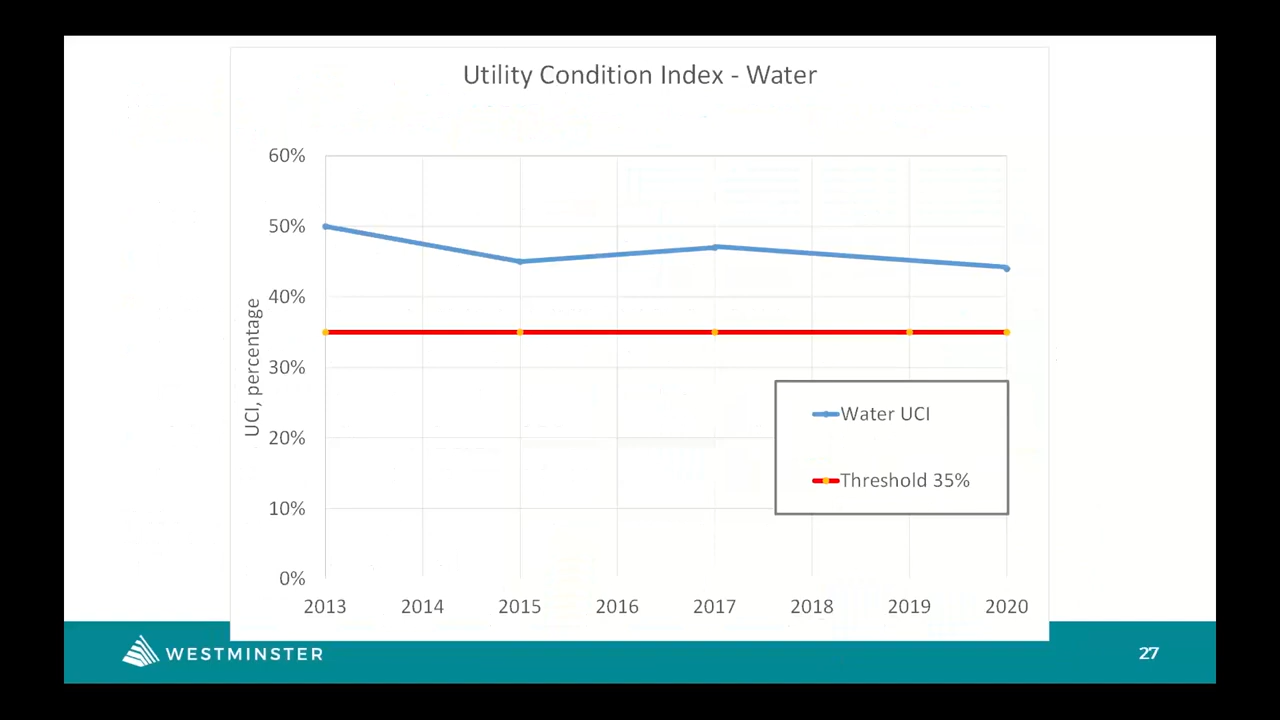 Utility Condition Index - Water
60%
50%
40%
30%
20%
10%
0%
UCI, percentage
Water UCI
Threshold 35%
2013 2014 2015 2016 2017 2018 2019 2020
WESTMINSTER
27